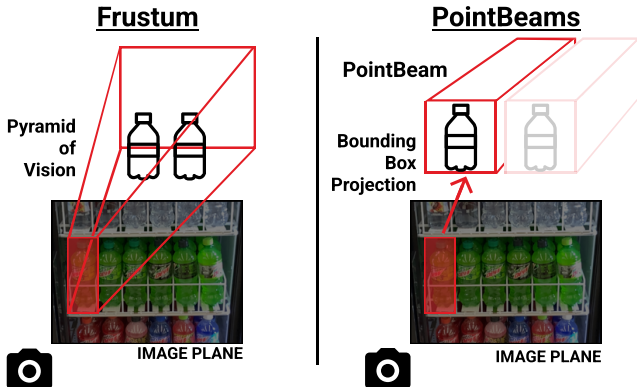 Frustum
Pyramid
of
Vision
IMAGE PLANE
PointBeams
PointBeam
Bounding
Box
Projection
IMAGE PLANE